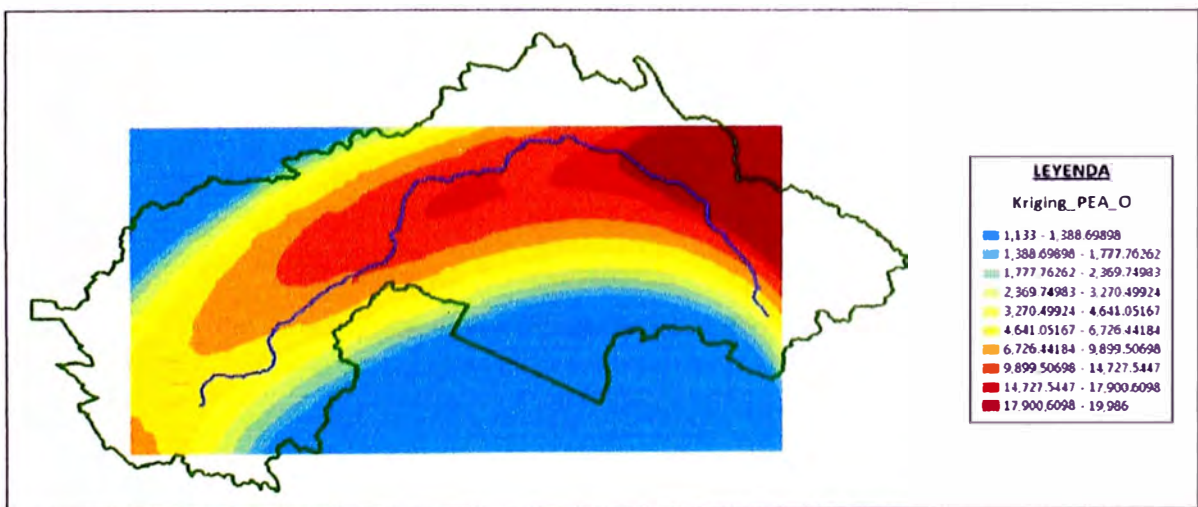 LEYENDA
Kriging_PEA_O
1,133 - 1,388.69898
1,388.69898 - 1,777.76262
1,777.76262 - 2,369.74983
2,369.74983 - 3,270.49924
3,270.49924 - 4,641.05167
4,641.05167 - 6,726.44184
6,726.44184 - 9,899.50698
9,899.50698 - 14,727.5447
14,727.5447 - 17,900.6098
17,900.6098 - 19,986